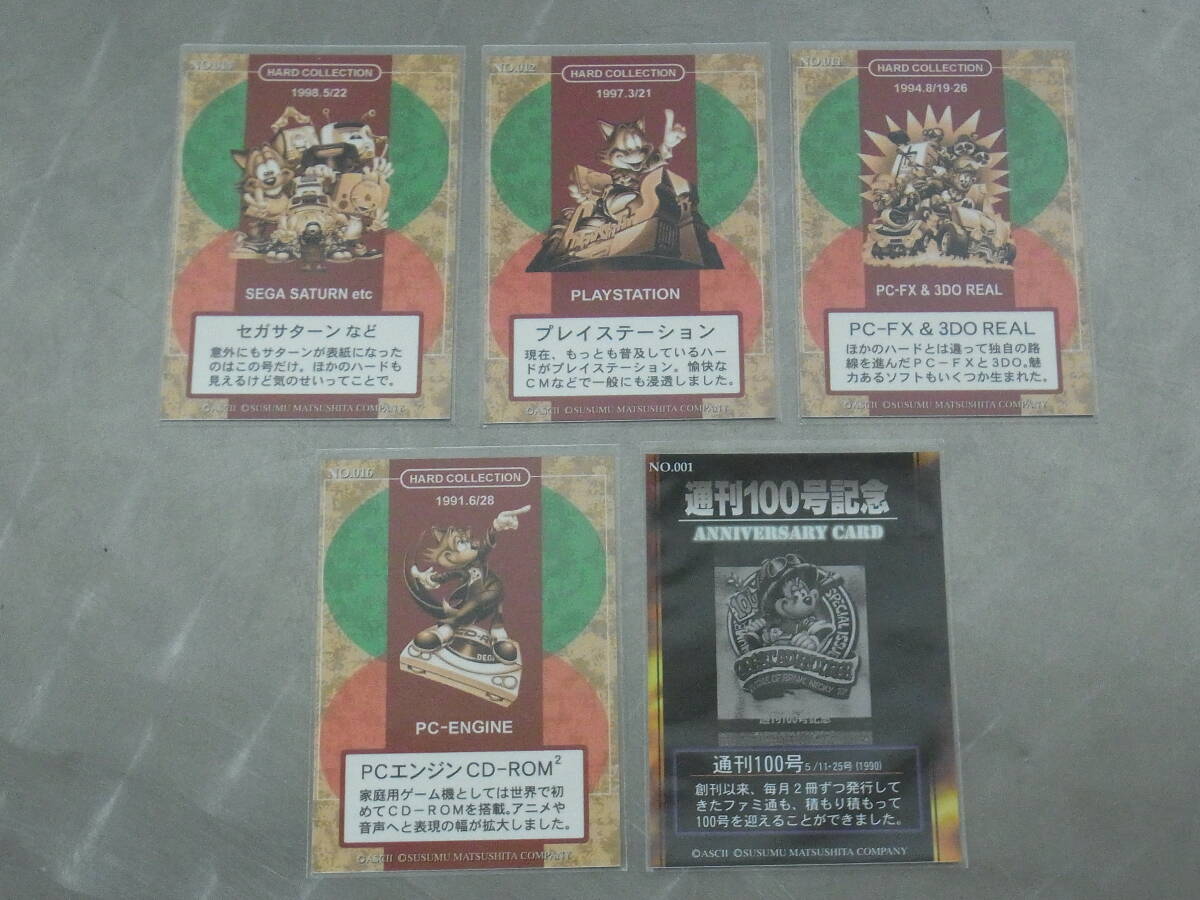 HARD COLLECTION
1998.5/22
SEGA SATURN etc
セガサターン など
意外にもサターンが表紙になった
のはこの号だけ。ほかのハードも
見えるけど気のせいってことで。
©ASCII ©SUSUMU MATSUSHITA COMPANY
NO.012
HARD COLLECTION
1997.3/21
PLAYSTATION
プレイステーション
現在、もっとも普及しているハー
ドがプレイステーション。愉快な
CMなどで一般にも浸透しました。
©ASCII ©SUSUMU MATSUSHITA COMPANY
NO.011
HARD COLLECTION
1994.8/19·26
PC-FX & 3DO REAL
PC-FX & 3DO REAL
ほかのハードとは違って独自の路
線を進んだPC-FXと3DO。魅
力あるソフトもいくつか生まれた。
©ASCII ©SUSUMU MATSUSHITA COMPANY
NO.016
HARD COLLECTION
1991.6/28
PC-ENGINE
PCエンジンCD-ROM²
家庭用ゲーム機としては世界で初
めてCD-ROMを搭載。アニメや
音声へと表現の幅が拡大しました。
©ASCII ©SUSUMU MATSUSHITA COMPANY
NO.001
通刊100号記念
ANNIVERSARY CARD
SPECIAL ISSUE
通刊100号記念
通刊100号 5/11·25号(1990)
創刊以来、毎月2冊ずつ発行して
きたファミ通も、積もり積もって
100号を迎えることができました。
©ASCII ©SUSUMU MATSUSHITA COMPANY